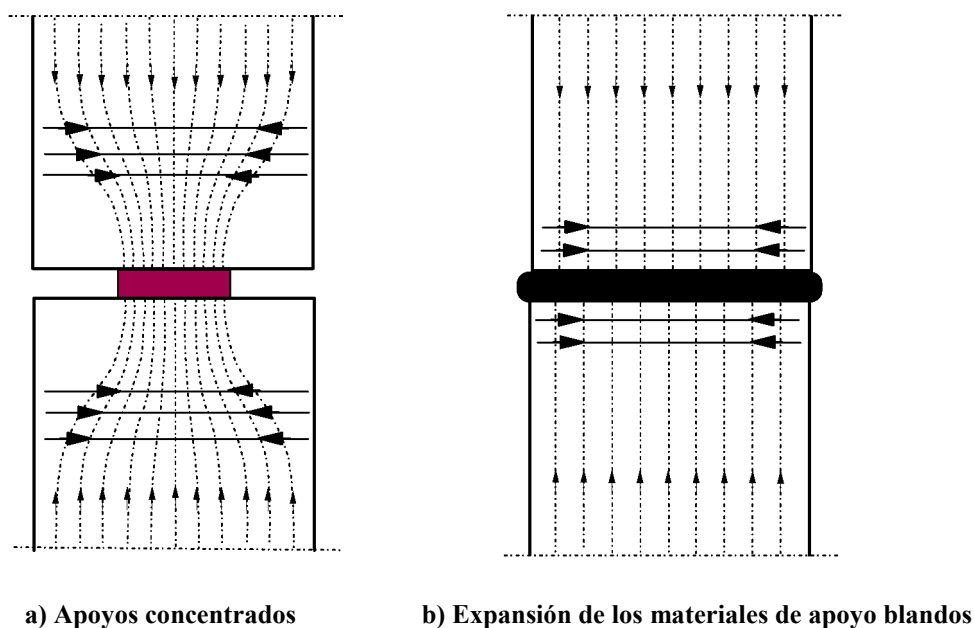 a) Apoyos concentrados
b) Expansión de los materiales de apoyo blandos